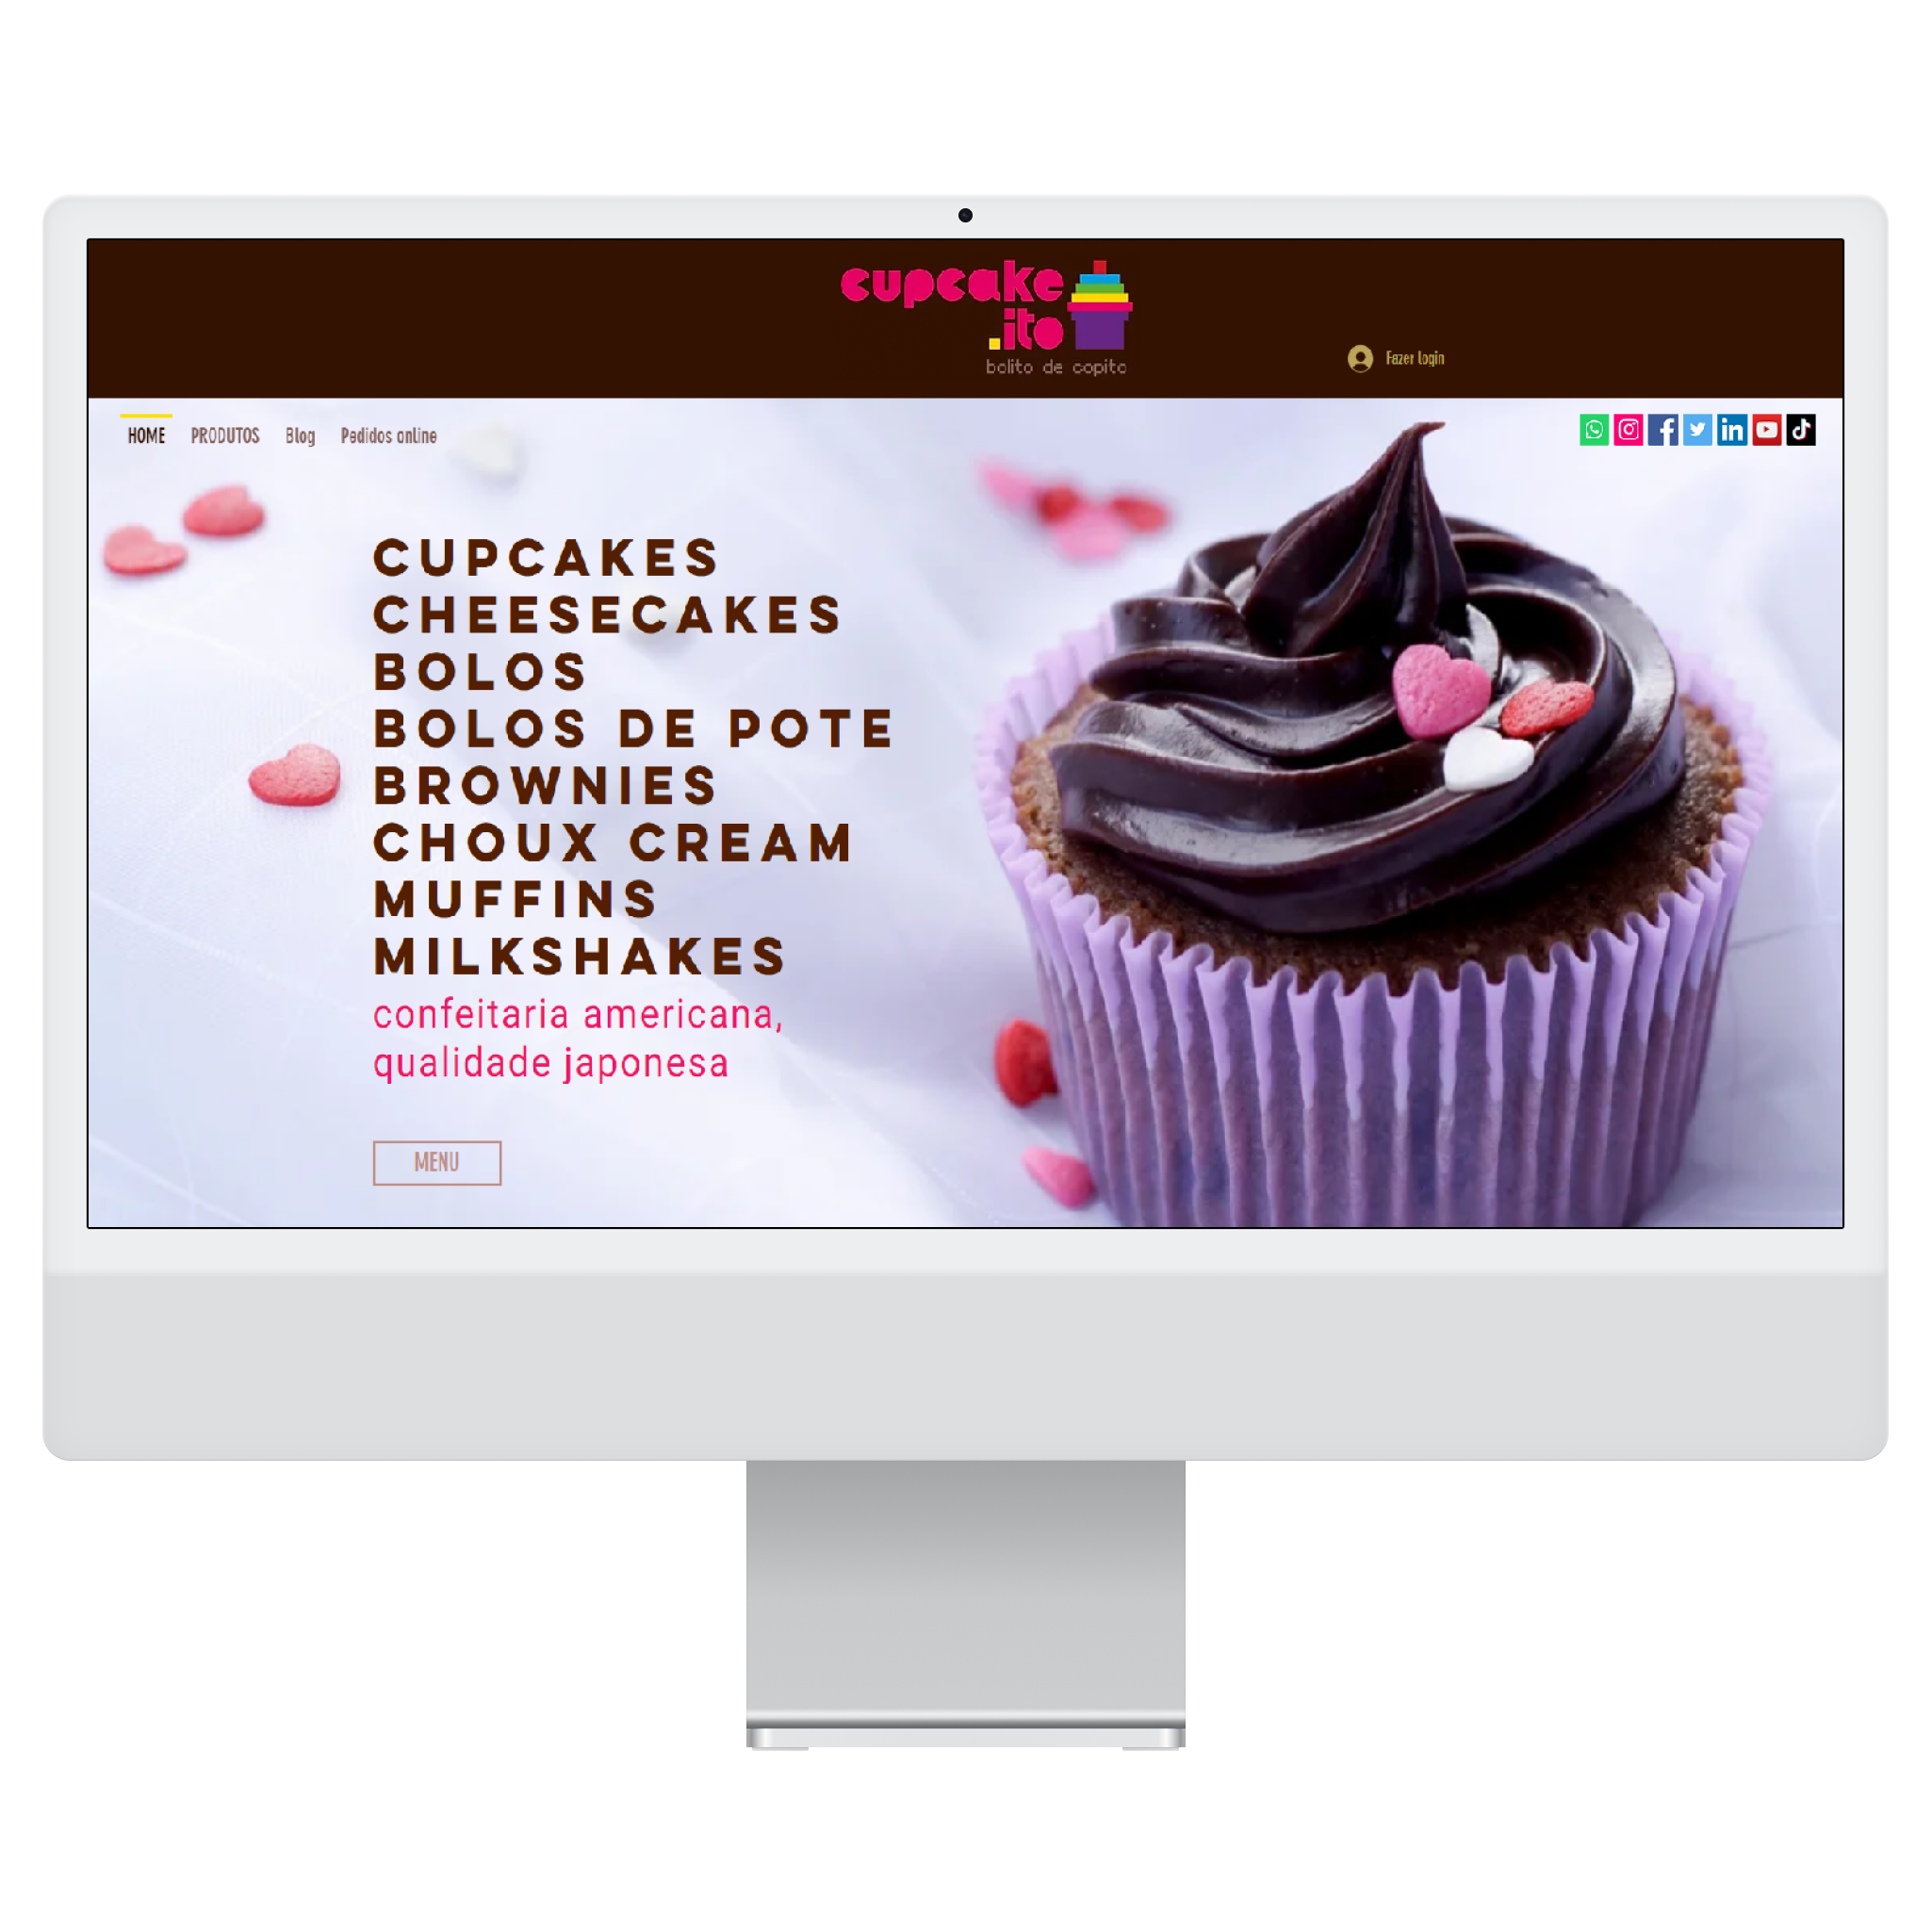 cupcake
.ito
bolito de copito
Fazer login
HOME PRODUTOS Blog Pedidos online
CUPCAKES
CHEESECAKES
BOLOS
BOLOS DE POTE
BROWNIES
CHOUX CREAM
MUFFINS
MILKSHAKES
confeitaria americana,
qualidade japonesa
MENU